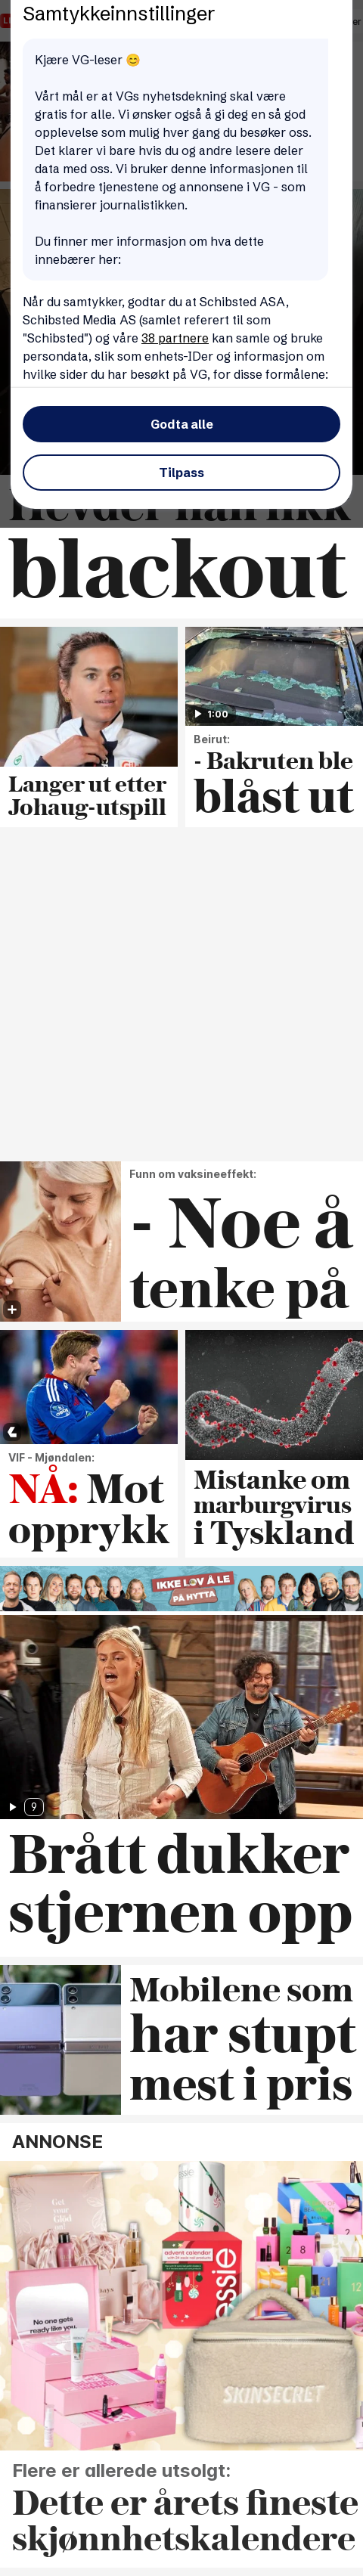 Samtykkeinnstillinger
Kjære VG-leser 😊
Vårt mål er at VGs nyhetsdekning skal være
gratis for alle. Vi ønsker også å gi deg en så god
opplevelse som mulig hver gang du besøker oss.
Det klarer vi bare hvis du og andre lesere deler
data med oss. Vi bruker denne informasjonen til
å forbedre tjenestene og annonsene i VG - som
finansierer journalistikken.
Du finner mer informasjon om hva dette
innebærer her:
Når du samtykker, godtar du at Schibsted ASA,
Schibsted Media AS (samlet referert til som
"Schibsted") og våre 38 partnere kan samle og bruke
persondata, slik som enhets-IDer og informasjon om
hvilke sider du har besøkt på VG, for disse formålene:
Godta alle
Tilpass
Hevder han fikk
blackout
Langer ut etter
Johaug-utspill
1:00
Beirut:
- Bakruten ble
blåst ut
Funn om vaksineeffekt:
- Noe å
tenke på
VIF - Mjøndalen:
NÅ: Mot
opprykk
Mistanke om
marburgvirus
i Tyskland
IKKE LOV Å LE
PÅ HYTTA
9
Brått dukker
stjernen opp
Mobilene som
har stupt
mest i pris
ANNONSE
Get
your
Glöd
No one gets
ready like you.
advent calendar
essie
2
8
12
SKINSECRET
Flere er allerede utsolgt:
Dette er årets fineste
skjønnhetskalendere